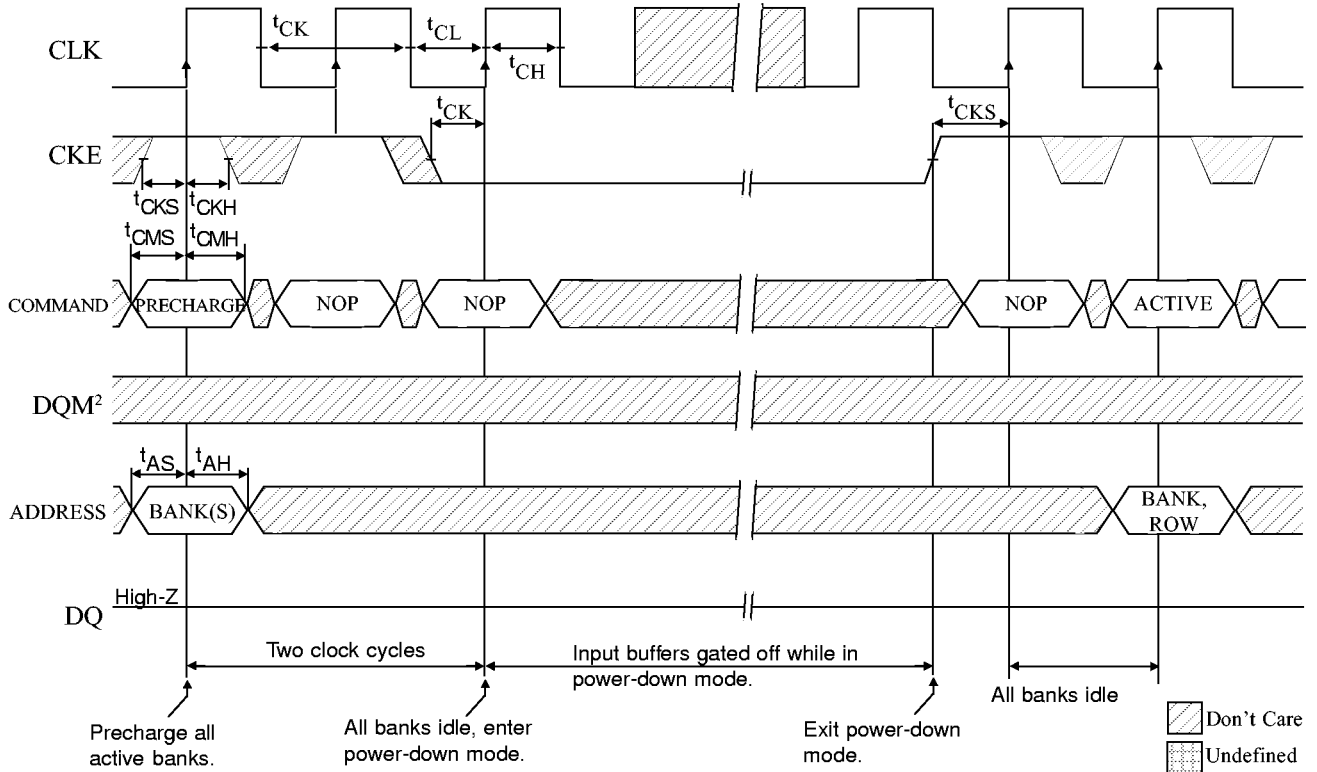 CLK
tCK
tCL
tCH
tCK
tCKS
CKE
tCKS
tCKH
tCMS
tCMH
COMMAND
PRECHARGE
NOP
NOP
NOP
ACTIVE
DQM²
tAS
tAH
ADDRESS
BANK(S)
BANK,
ROW
High-Z
DQ
Two clock cycles
Input buffers gated off while in
power-down mode.
All banks idle
Precharge all
active banks.
All banks idle, enter
power-down mode.
Exit power-down
mode.
Don't Care
Undefined